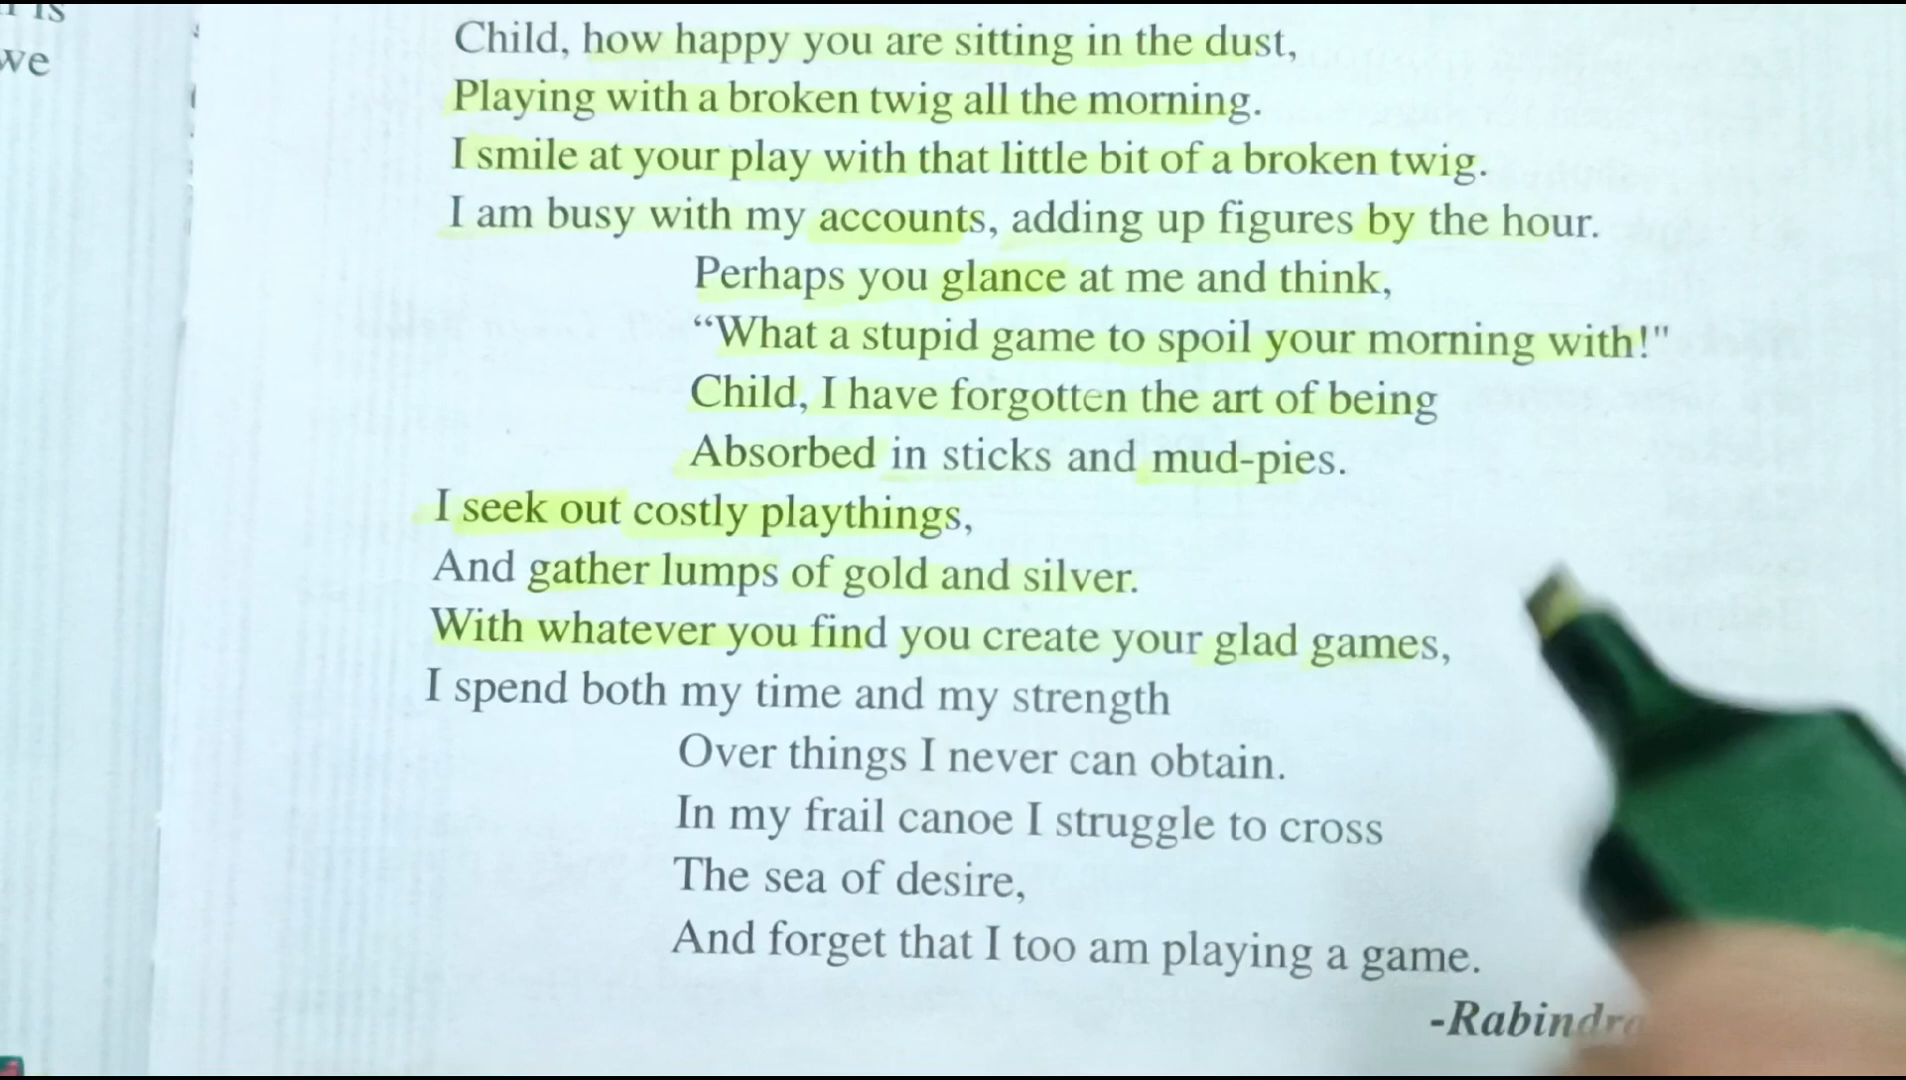 is
we
Child, how happy you are sitting in the dust,
Playing with a broken twig all the morning.
I smile at your play with that little bit of a broken twig.
I am busy with my accounts, adding up figures by the hour.
Perhaps you glance at me and think,
“What a stupid game to spoil your morning with!"
Child, I have forgotten the art of being
Absorbed in sticks and mud-pies.
I seek out costly playthings,
And gather lumps of gold and silver.
With whatever you find you create your glad games,
I spend both my time and my strength
Over things I never can obtain.
In my frail canoe I struggle to cross
The sea of desire,
And forget that I too am playing a game.
-Rabindra